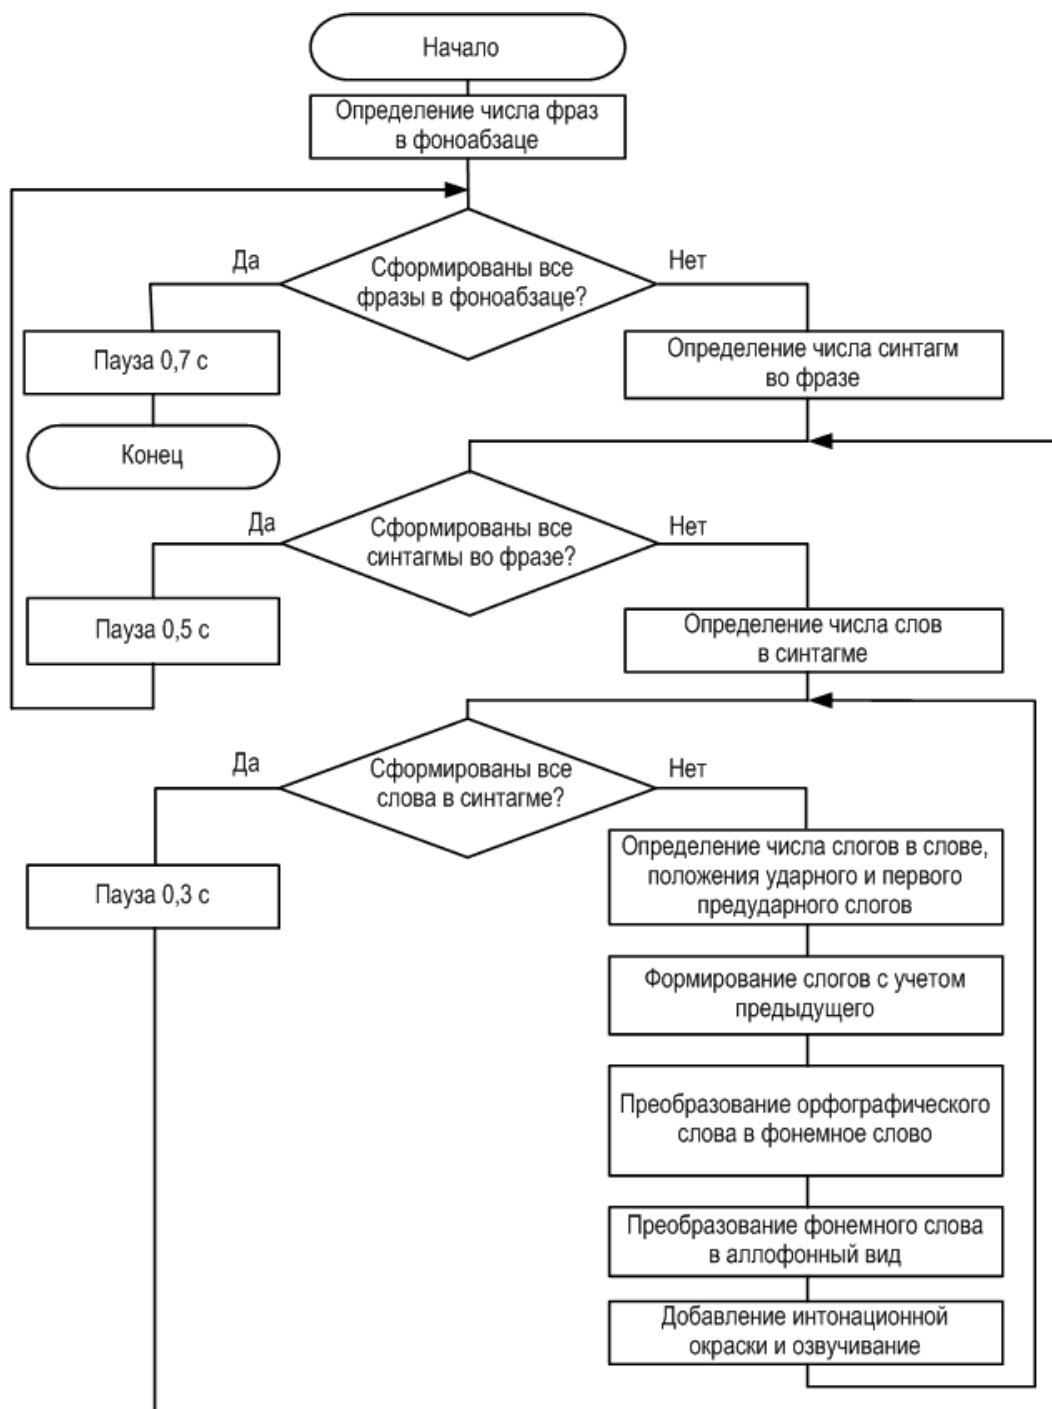 Начало
Определение числа фраз
в фоноабзаце
Да
Сформированы все
фразы в фоноабзаце?
Нет
Пауза 0,7 с
Определение числа синтагм
во фразе
Конец
Да
Сформированы все
синтагмы во фразе?
Нет
Пауза 0,5 с
Определение числа слов
в синтагме
Да
Сформированы все
слова в синтагме?
Нет
Пауза 0,3 с
Определение числа слогов в слове,
положения ударного и первого
предударного слогов
Формирование слогов с учетом
предыдущего
Преобразование орфографического
слова в фонемное слово
Преобразование фонемного слова
в аллофонный вид
Добавление интонационной
окраски и озвучивание